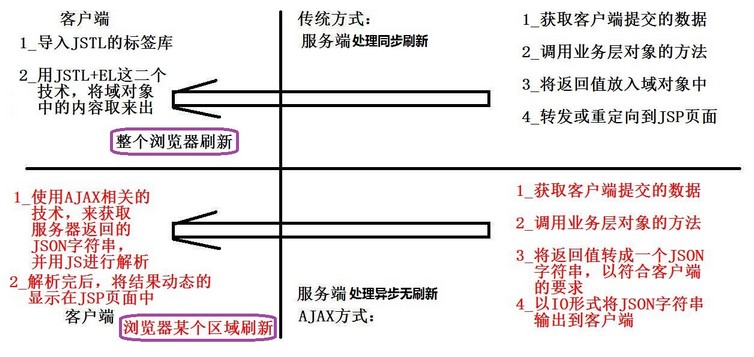 客户端
1_导入JSTL的标签库
2_用JSTL+EL这二个
技术，将域对象
中的内容取来出
整个浏览器刷新
传统方式：
服务端处理同步刷新
1_获取客户端提交的数据
2_调用业务层对象的方法
3_将返回值放入域对象中
4_转发或重定向到JSP页面
1_使用AJAX相关的
技术，来获取
服务器返回的
JSON字符串，
并用JS进行解析
2_解析完后，将结果动态的
显示在JSP页面中
客户端
浏览器某个区域刷新
服务端处理异步无刷新
AJAX方式：
1_获取客户端提交的数据
2_调用业务层对象的方法
3_将返回值转成一个JSON
字符串，以符合客户端
的要求
4_以IO形式将JSON字符串
输出到客户端